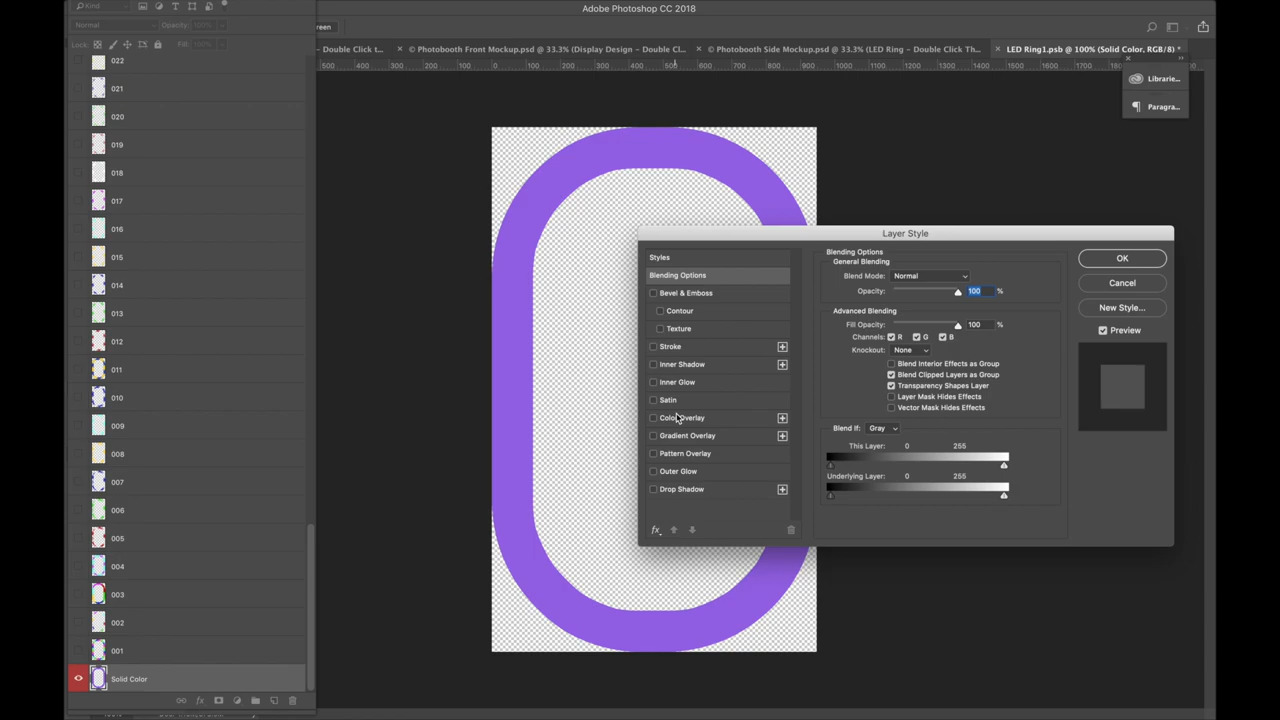 Adobe Photoshop CC 2018
Kind
Normal
Opacity: 100%
Lock:
Fill: 100%
reen
– Double Click t...
© Photobooth Front Mockup.psd @ 33.3% (Display Design – Double Cl...
© Photobooth Side Mockup.psd @ 33.3% (LED Ring – Double Click Th...
LED Ring1.psb @ 100% (Solid Color, RGB/8) *
500 400 300 200 100 0 100 200 300 400 500 600 700 800 900 1000 1100 1200 1300 1400
Librarie...
Paragra...
022
021
020
019
018
017
016
015
014
013
012
011
010
009
008
007
006
005
004
003
002
001
Solid Color
fx
Layer Style
Styles
Blending Options
Bevel & Emboss
Contour
Texture
Stroke
Inner Shadow
Inner Glow
Satin
Color Overlay
Gradient Overlay
Pattern Overlay
Outer Glow
Drop Shadow
fx
Blending Options
General Blending
Blend Mode: Normal
Opacity: 100 %
Advanced Blending
Fill Opacity: 100 %
Channels: R G B
Knockout: None
Blend Interior Effects as Group
Blend Clipped Layers as Group
Transparency Shapes Layer
Layer Mask Hides Effects
Vector Mask Hides Effects
Blend If: Gray
This Layer: 0 255
Underlying Layer: 0 255
OK
Cancel
New Style...
Preview